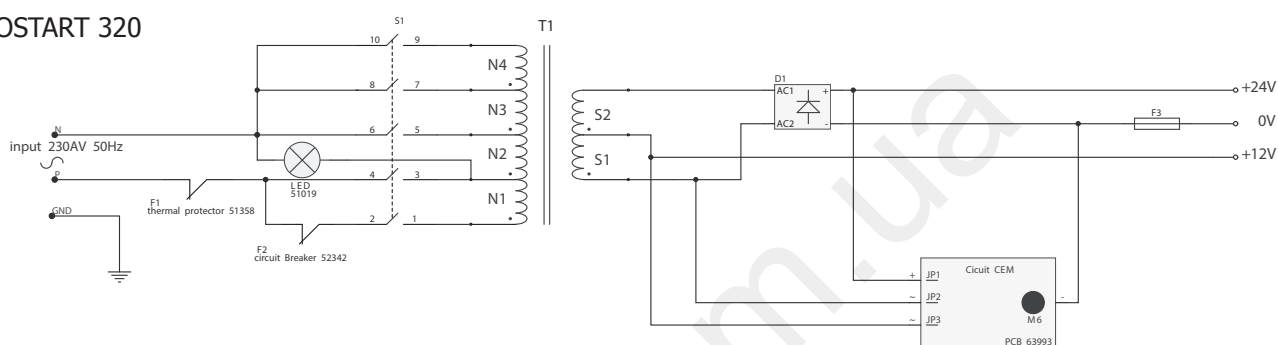 OSTART 320
S1
T1
10 9
N4
8 7
N3
6 5
N2
4 3
N1
2 1
N
input 230AV 50Hz
P
GND
LED
51019
F1
thermal protector 51358
F2
circuit Breaker 52342
S2
S1
D1
AC1 +
AC2 -
+24V
F3
0V
+12V
Cicuit CEM
+ JP1
~ JP2
~ JP3
-
M6
PCB 63993
m.ua